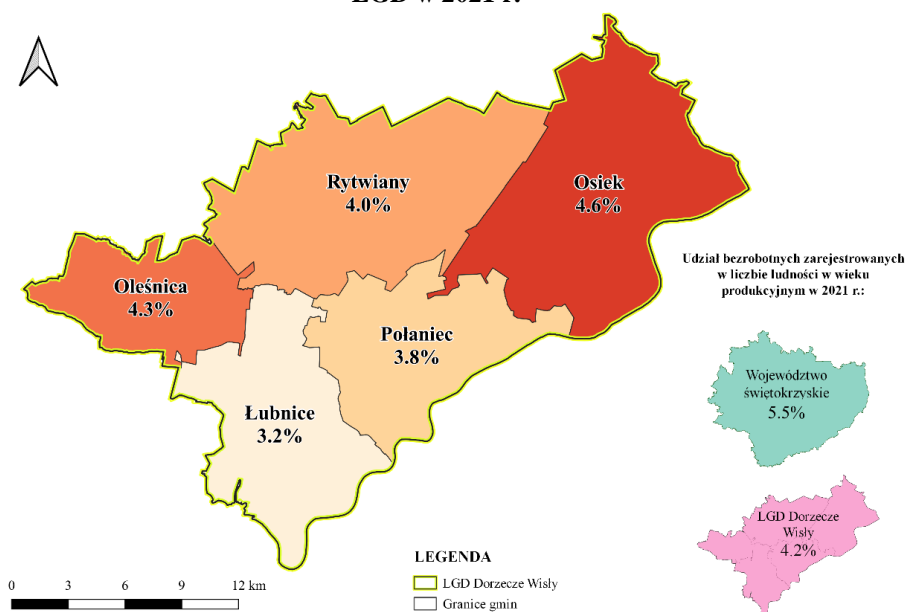 LGD w 2021 r.
Rytwiany
4.0%
Osiek
4.6%
Udział bezrobotnych zarejestrowanych
w liczbie ludności w wieku
produkcyjnym w 2021 r.:
Oleśnica
4.3%
Połaniec
3.8%
Łubnice
3.2%
Województwo
świętokrzyskie
5.5%
LGD Dorzecze
Wisły
4.2%
LEGENDA
LGD Dorzecze Wisły
Granice gmin
0 3 6 9 12 km